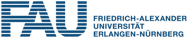 FAU
FRIEDRICH-ALEXANDER
UNIVERSITÄT
ERLANGEN-NÜRNBERG